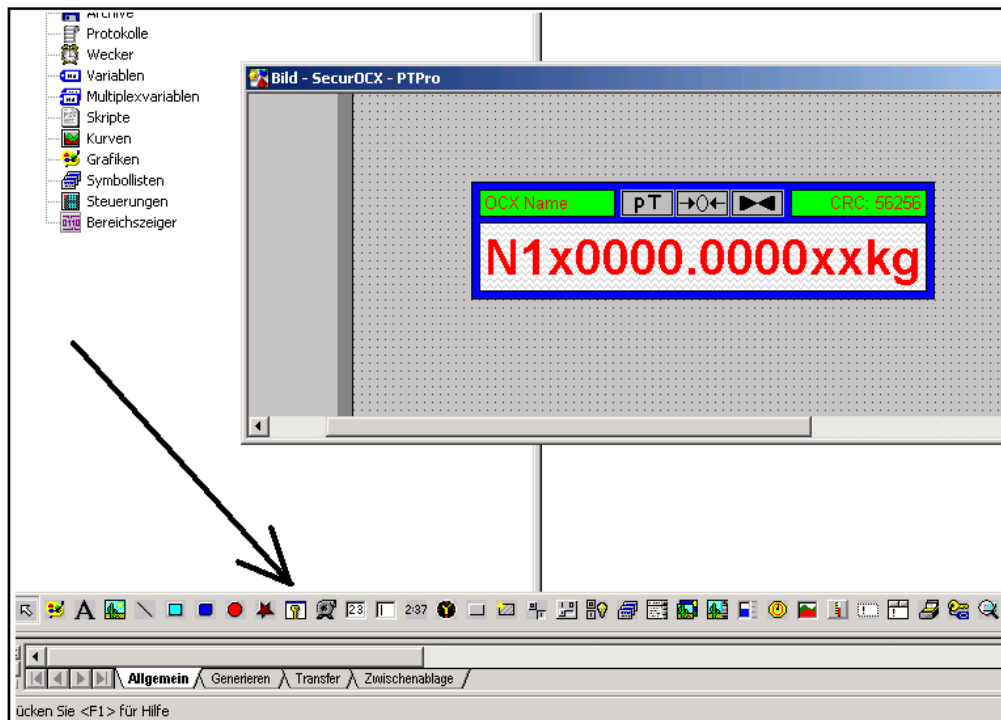 Archive
Protokolle
Wecker
Variablen
Multiplexvariablen
Skripte
Kurven
Grafiken
Symbollisten
Steuerungen
Bereichszeiger
Bild - SecurOCX - PTPro
OCX Name
pT
→0←
CRC: 56256
N1x0000.0000xxkg
A
23
2:37
Allgemein
Generieren
Transfer
Zwischenablage
ücken Sie <F1> für Hilfe